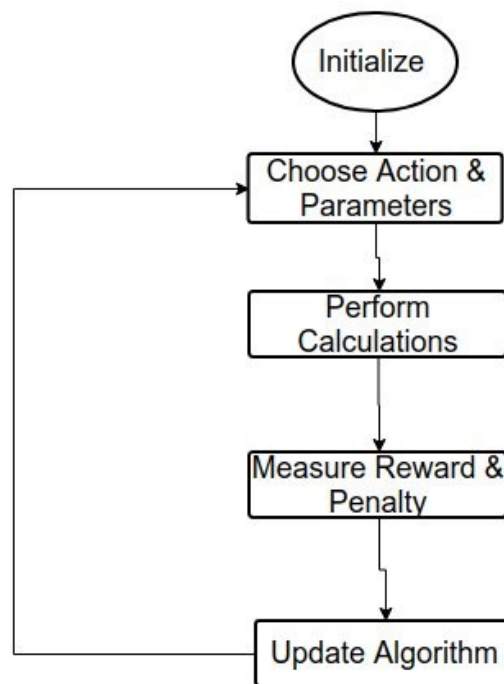 Initialize
Choose Action &
Parameters
Perform
Calculations
Measure Reward &
Penalty
Update Algorithm